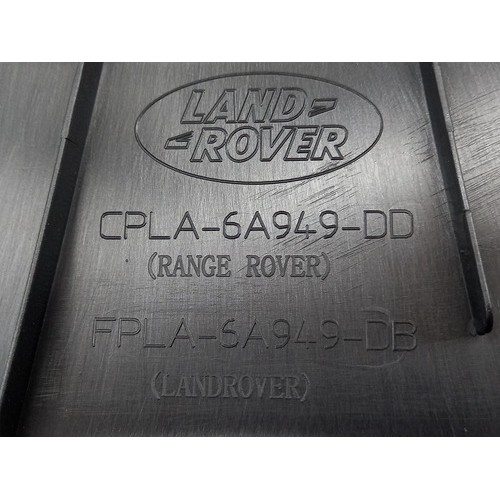 LAND
ROVER
CPLA-6A949-DD
(RANGE ROVER)
FPLA-6A949-DB
(LANDROVER)